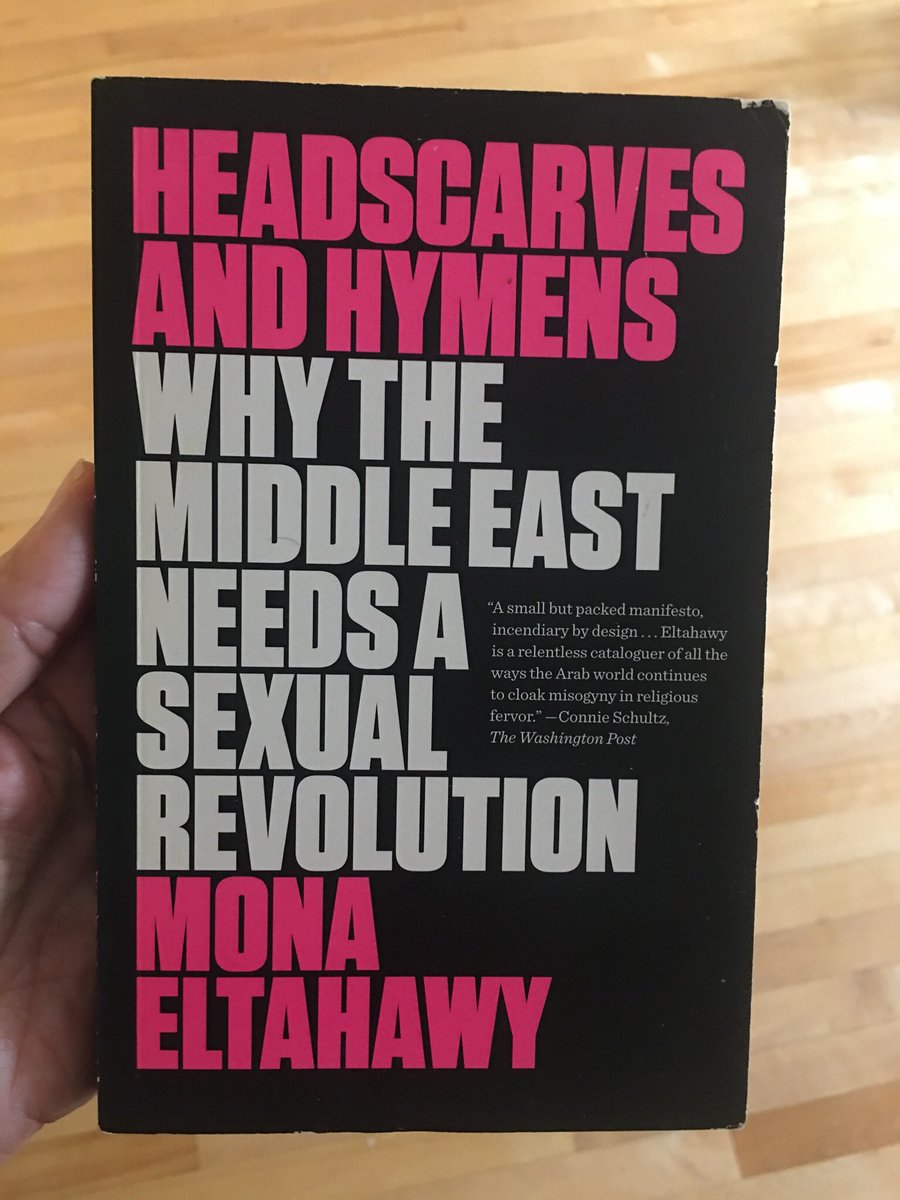 HEADSCARVES
AND HYMENS
WHY THE
MIDDLE EAST
NEEDS A
SEXUAL
REVOLUTION
“A small but packed manifesto,
incendiary by design . . . Eltahawy
is a relentless cataloguer of all the
ways the Arab world continues
to cloak misogyny in religious
fervor.” —Connie Schultz,
The Washington Post
MONA
ELTAHAWY